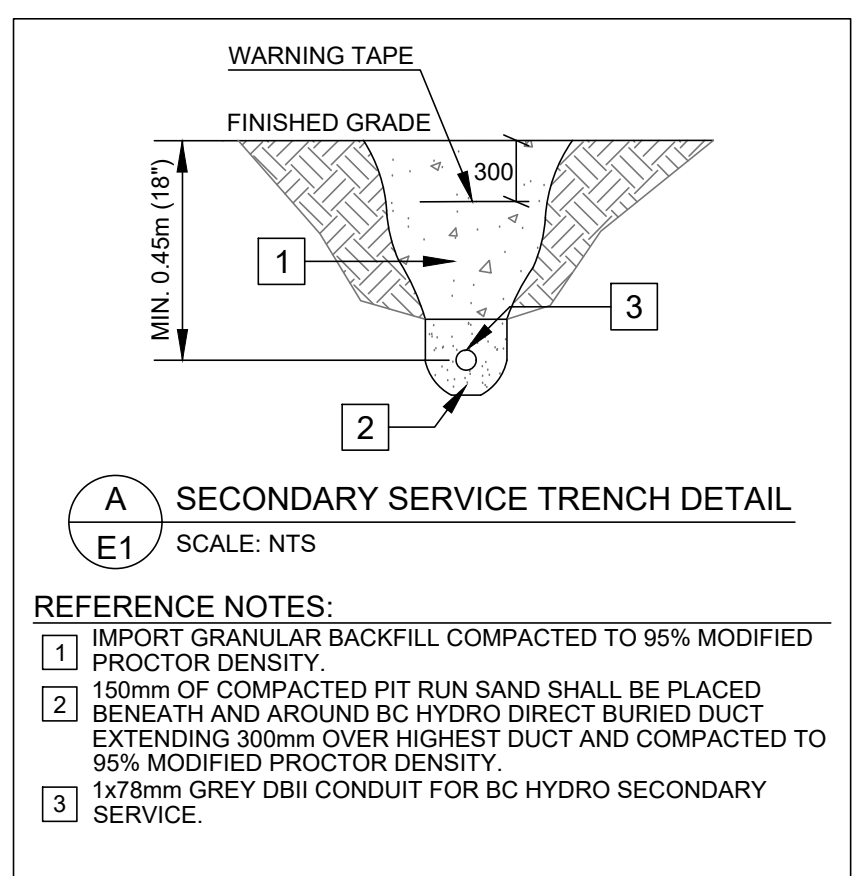 WARNING TAPE
FINISHED GRADE
300
MIN. 0.45m (18")
1
3
2
A
E1
SECONDARY SERVICE TRENCH DETAIL
SCALE: NTS
REFERENCE NOTES:
1 IMPORT GRANULAR BACKFILL COMPACTED TO 95% MODIFIED
PROCTOR DENSITY.
2 150mm OF COMPACTED PIT RUN SAND SHALL BE PLACED
BENEATH AND AROUND BC HYDRO DIRECT BURIED DUCT
EXTENDING 300mm OVER HIGHEST DUCT AND COMPACTED TO
95% MODIFIED PROCTOR DENSITY.
3 1x78mm GREY DBII CONDUIT FOR BC HYDRO SECONDARY
SERVICE.